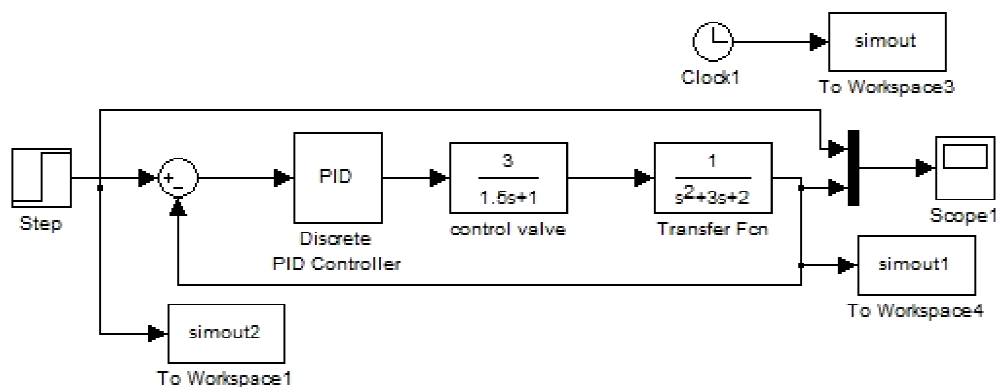 simout
Clock1
To Workspace3
+
−
PID
3
1.5s+1
1
s2+3s+2
Step
Discrete
PID Controller
control valve
Transfer Fcn
Scope1
simout1
To Workspace4
simout2
To Workspace1